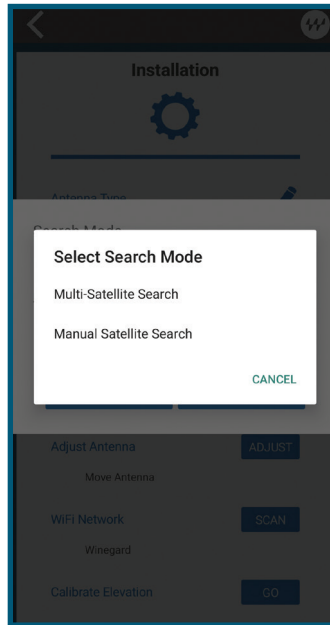 Installation
Antenna Type
Search Mode
Select Search Mode
Multi-Satellite Search
Manual Satellite Search
CANCEL
Adjust Antenna
ADJUST
Move Antenna
WiFi Network
SCAN
Winegard
Calibrate Elevation
GO